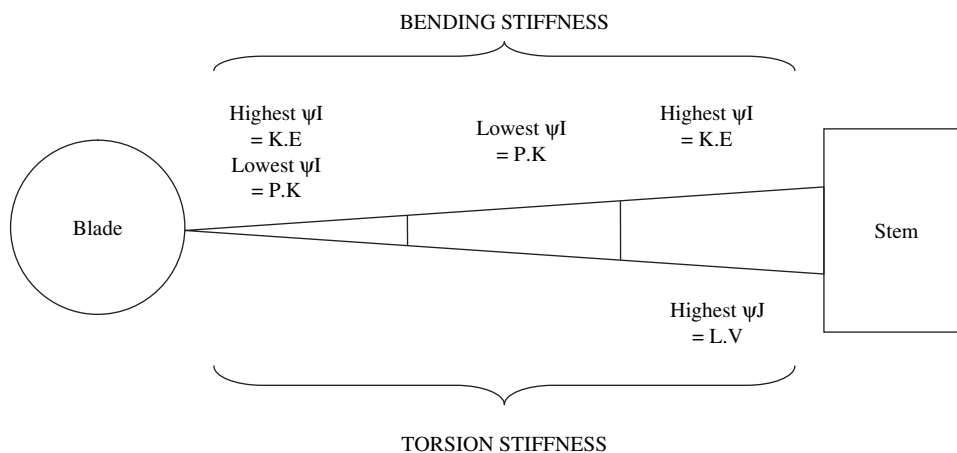 BENDING STIFFNESS
Highest ψI
= K.E
Lowest ψI
= P.K
Lowest ψI
= P.K
Highest ψI
= K.E
Blade
Stem
Highest ψJ
= L.V
TORSION STIFFNESS